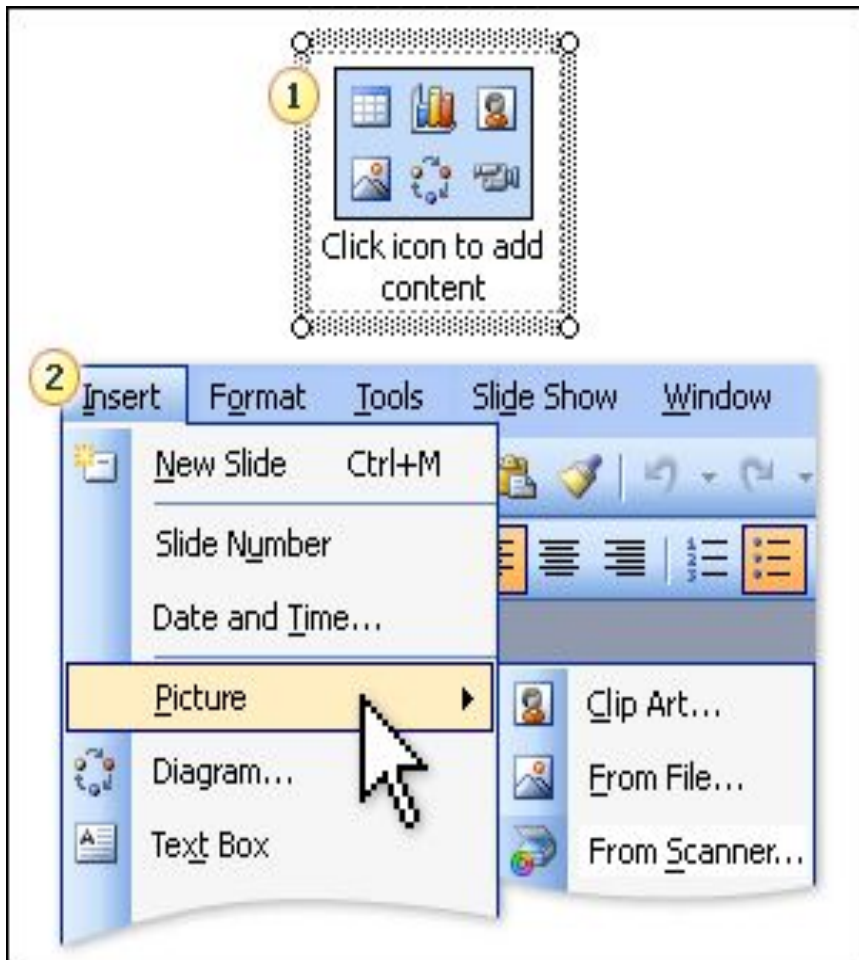 1
Click icon to add
content
2
Insert Format Tools Slide Show Window
New Slide Ctrl+M
Slide Number
Date and Time...
Picture
Clip Art...
Diagram...
From File...
Text Box
From Scanner...